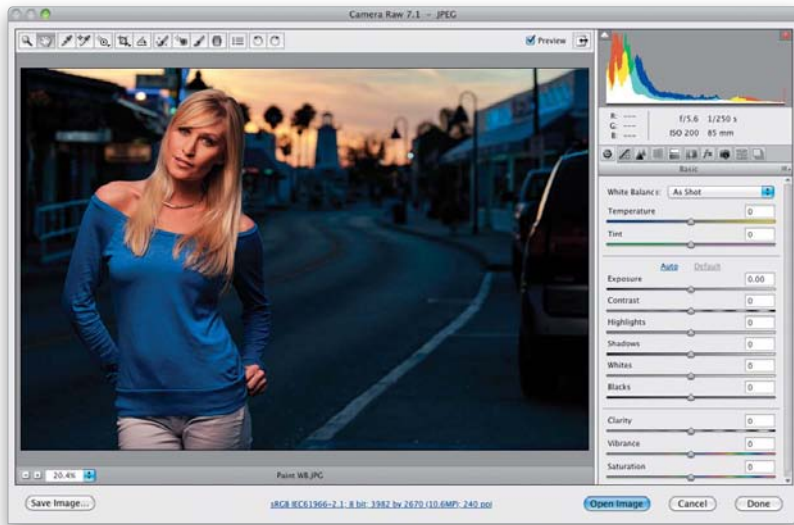 Camera Raw 7.1 – JPEG
Preview
R: ---
G: ---
B: ---
f/5.6 1/250 s
ISO 200 85 mm
Basic
White Balance: As Shot
Temperature 0
Tint 0
Auto Default
Exposure 0.00
Contrast 0
Highlights 0
Shadows 0
Whites 0
Blacks 0
Clarity 0
Vibrance 0
Saturation 0
20.4%
Paint WB.JPG
Save Image...
sRGB IEC61966-2.1; 8 bit; 3982 by 2670 (10.6MP); 240 ppi
Open Image
Cancel
Done